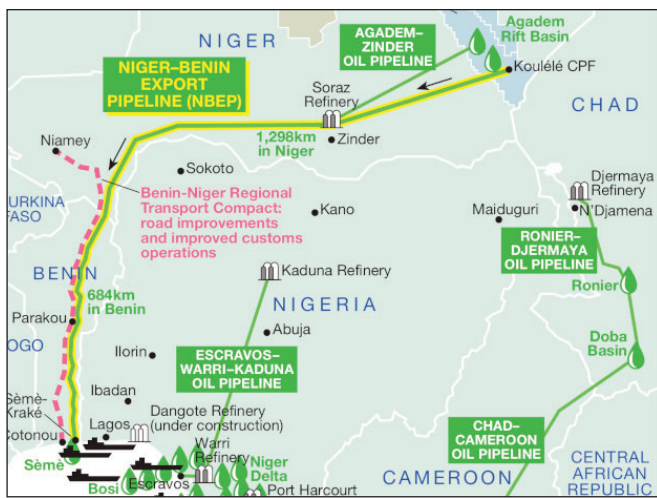 NIGER
AGADEM–
ZINDER
OIL PIPELINE
Agadem
Rift Basin
Koulélé CPF
NIGER–BENIN
EXPORT
PIPELINE (NBEP)
Soraz
Refinery
CHAD
1,298km
in Niger
Zinder
Niamey
Sokoto
Djermaya
Refinery
BURKINA
FASO
Benin-Niger Regional
Transport Compact:
road improvements
and improved customs
operations
Kano
Maiduguri
N’Djamena
RONIER–
DJERMAYA
OIL PIPELINE
Kaduna Refinery
BENIN
684km
in Benin
NIGERIA
Ronier
Parakou
Abuja
OGO
Ilorin
ESCRAVOS–
WARRI–KADUNA
OIL PIPELINE
Doba
Basin
Ibadan
Sèmè-
Kraké
Lagos
Dangote Refinery
(under construction)
CHAD–
CAMEROON
OIL PIPELINE
Cotonou
Sèmè
Warri
Refinery
Niger
Delta
CENTRAL
AFRICAN
REPUBLIC
Bosi
Escravos
CAMEROON
Port Harcourt